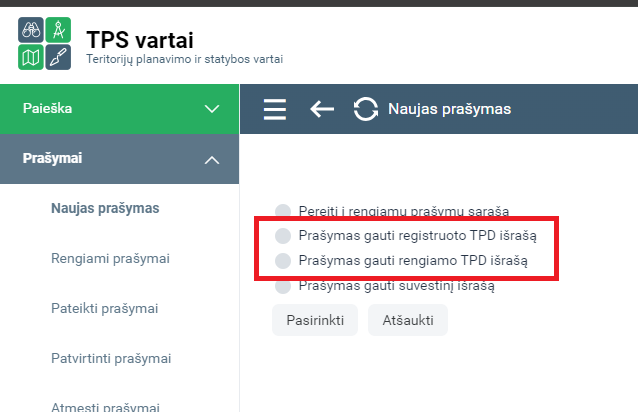 TPS vartai
Teritorijų planavimo ir statybos vartai
Paieška
Naujas prašymas
Prašymai
Naujas prašymas
Rengiami prašymai
Pateikti prašymai
Patvirtinti prašymai
Atmesti prašymai
Pereiti į rengiamų prašymų sąrašą
Prašymas gauti registruoto TPD išrašą
Prašymas gauti rengiamo TPD išrašą
Prašymas gauti suvestinį išrašą
Pasirinkti
Atšaukti